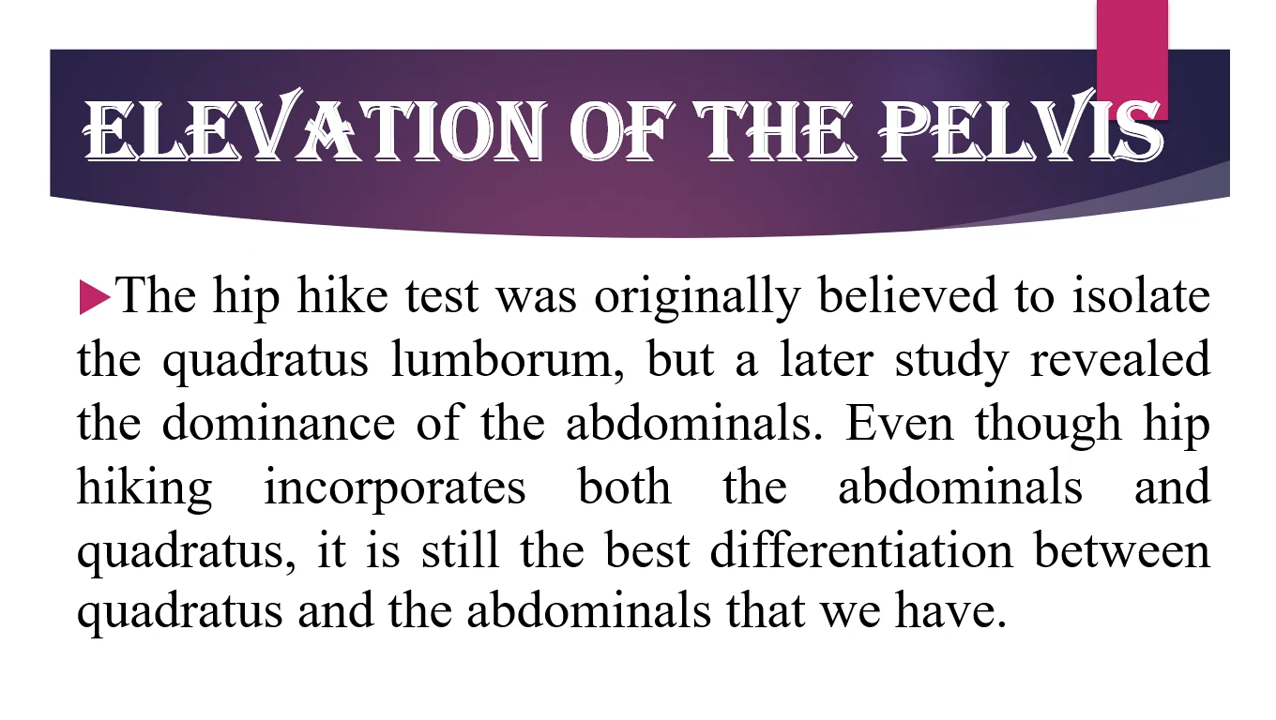 ELEVATION OF THE PELVIS
The hip hike test was originally believed to isolate
the quadratus lumborum, but a later study revealed
the dominance of the abdominals. Even though hip
hiking incorporates both the abdominals and
quadratus, it is still the best differentiation between
quadratus and the abdominals that we have.